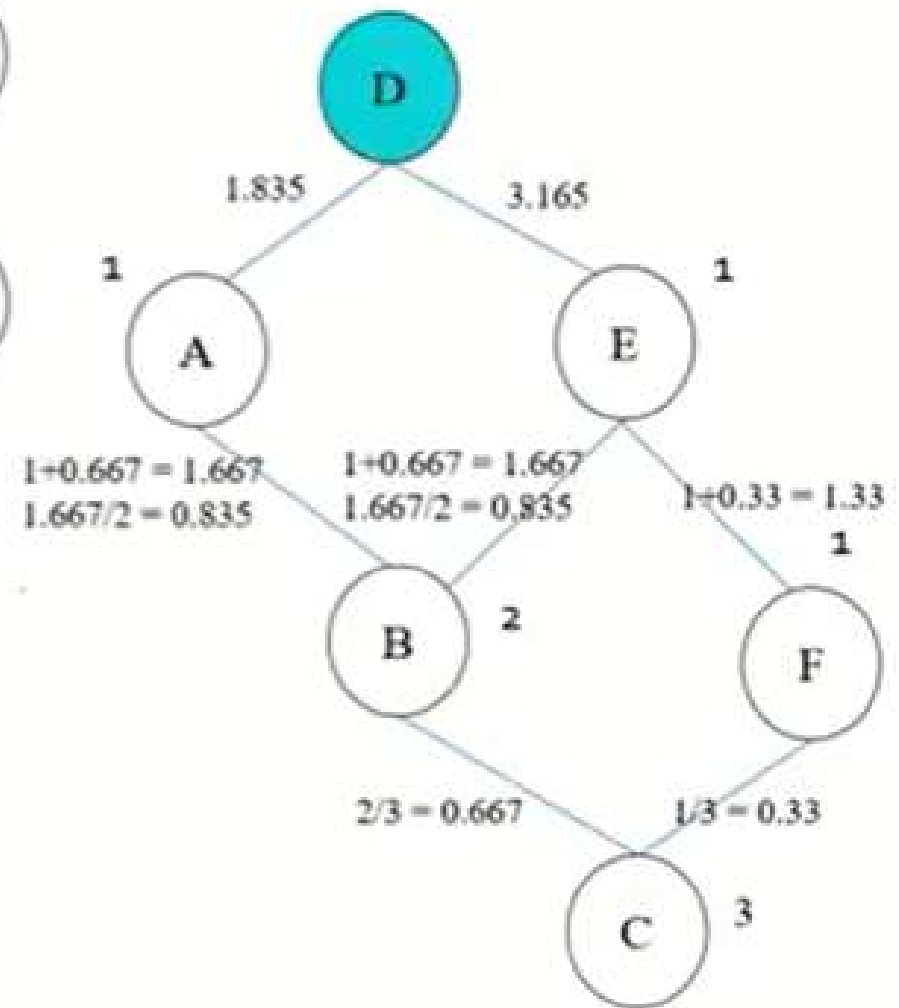 D
1.835
3.165
1
1
A
E
1+0.667 = 1.667
1.667/2 = 0.835
1+0.667 = 1.667
1.667/2 = 0.835
1+0.33 = 1.33
1
B
2
F
2/3 = 0.667
1/3 = 0.33
C
3